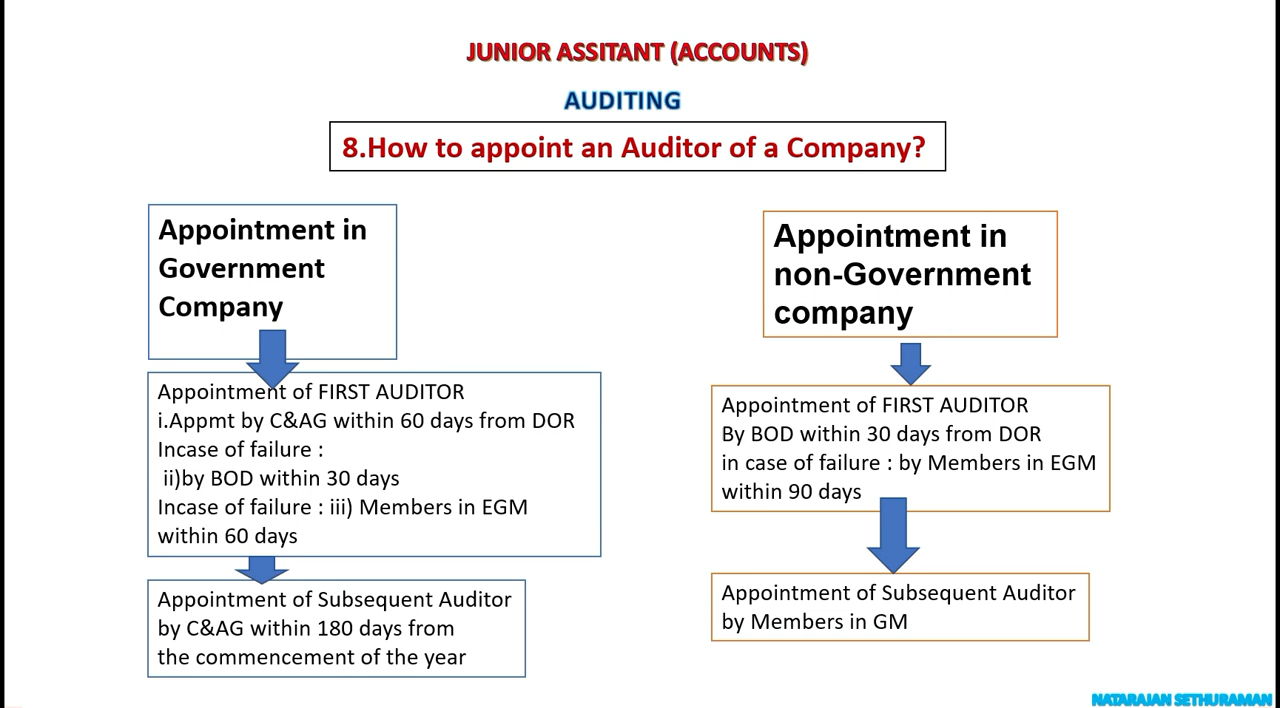 JUNIOR ASSITANT (ACCOUNTS)
AUDITING
8.How to appoint an Auditor of a Company?
Appointment in
Government
Company
Appointment of FIRST AUDITOR
i.Appmt by C&AG within 60 days from DOR
Incase of failure :
ii)by BOD within 30 days
Incase of failure : iii) Members in EGM
within 60 days
Appointment of Subsequent Auditor
by C&AG within 180 days from
the commencement of the year
Appointment in
non-Government
company
Appointment of FIRST AUDITOR
By BOD within 30 days from DOR
in case of failure : by Members in EGM
within 90 days
Appointment of Subsequent Auditor
by Members in GM
NATARAJAN SETHURAMAN